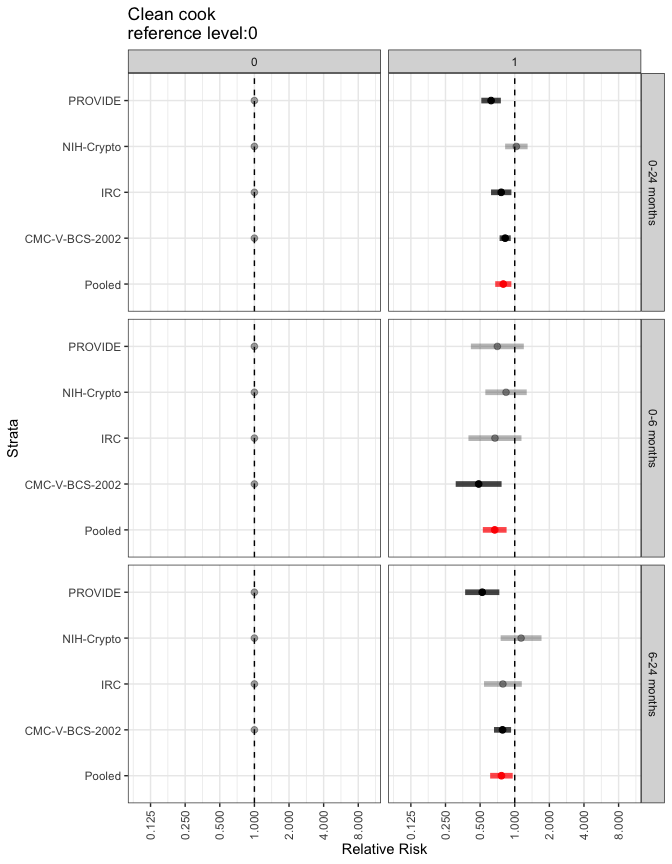 Clean cook
reference level:0
0
1
PROVIDE
NIH-Crypto
IRC
CMC-V-BCS-2002
Pooled
0-24 months
PROVIDE
NIH-Crypto
IRC
CMC-V-BCS-2002
Pooled
0-6 months
PROVIDE
NIH-Crypto
IRC
CMC-V-BCS-2002
Pooled
6-24 months
Strata
0.125 0.250 0.500 1.000 2.000 4.000 8.000
0.125 0.250 0.500 1.000 2.000 4.000 8.000
Relative Risk